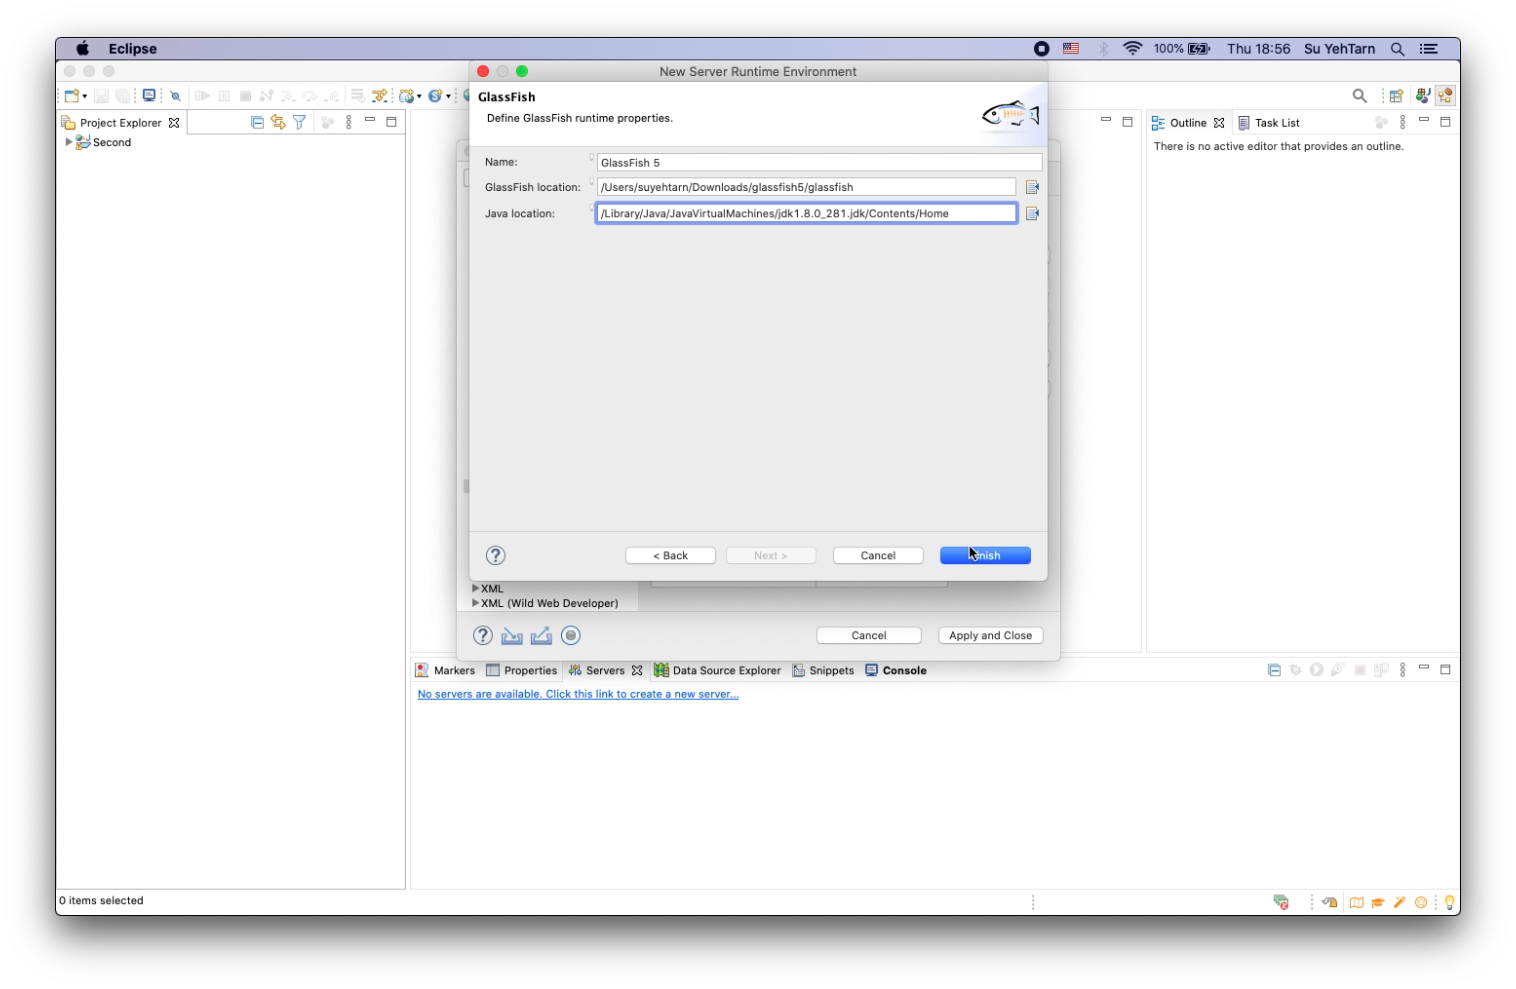 Eclipse
100%
Thu 18:56
Su YehTarn
New Server Runtime Environment
GlassFish
Define GlassFish runtime properties.
Name:
GlassFish 5
GlassFish location:
/Users/suyehtarn/Downloads/glassfish5/glassfish
Java location:
/Library/Java/JavaVirtualMachines/jdk1.8.0_281.jdk/Contents/Home
Project Explorer
Second
Outline
Task List
There is no active editor that provides an outline.
< Back
Next >
Cancel
XML
XML (Wild Web Developer)
Cancel
Apply and Close
Markers
Properties
Servers
Data Source Explorer
Snippets
Console
No servers are available. Click this link to create a new server...
0 items selected